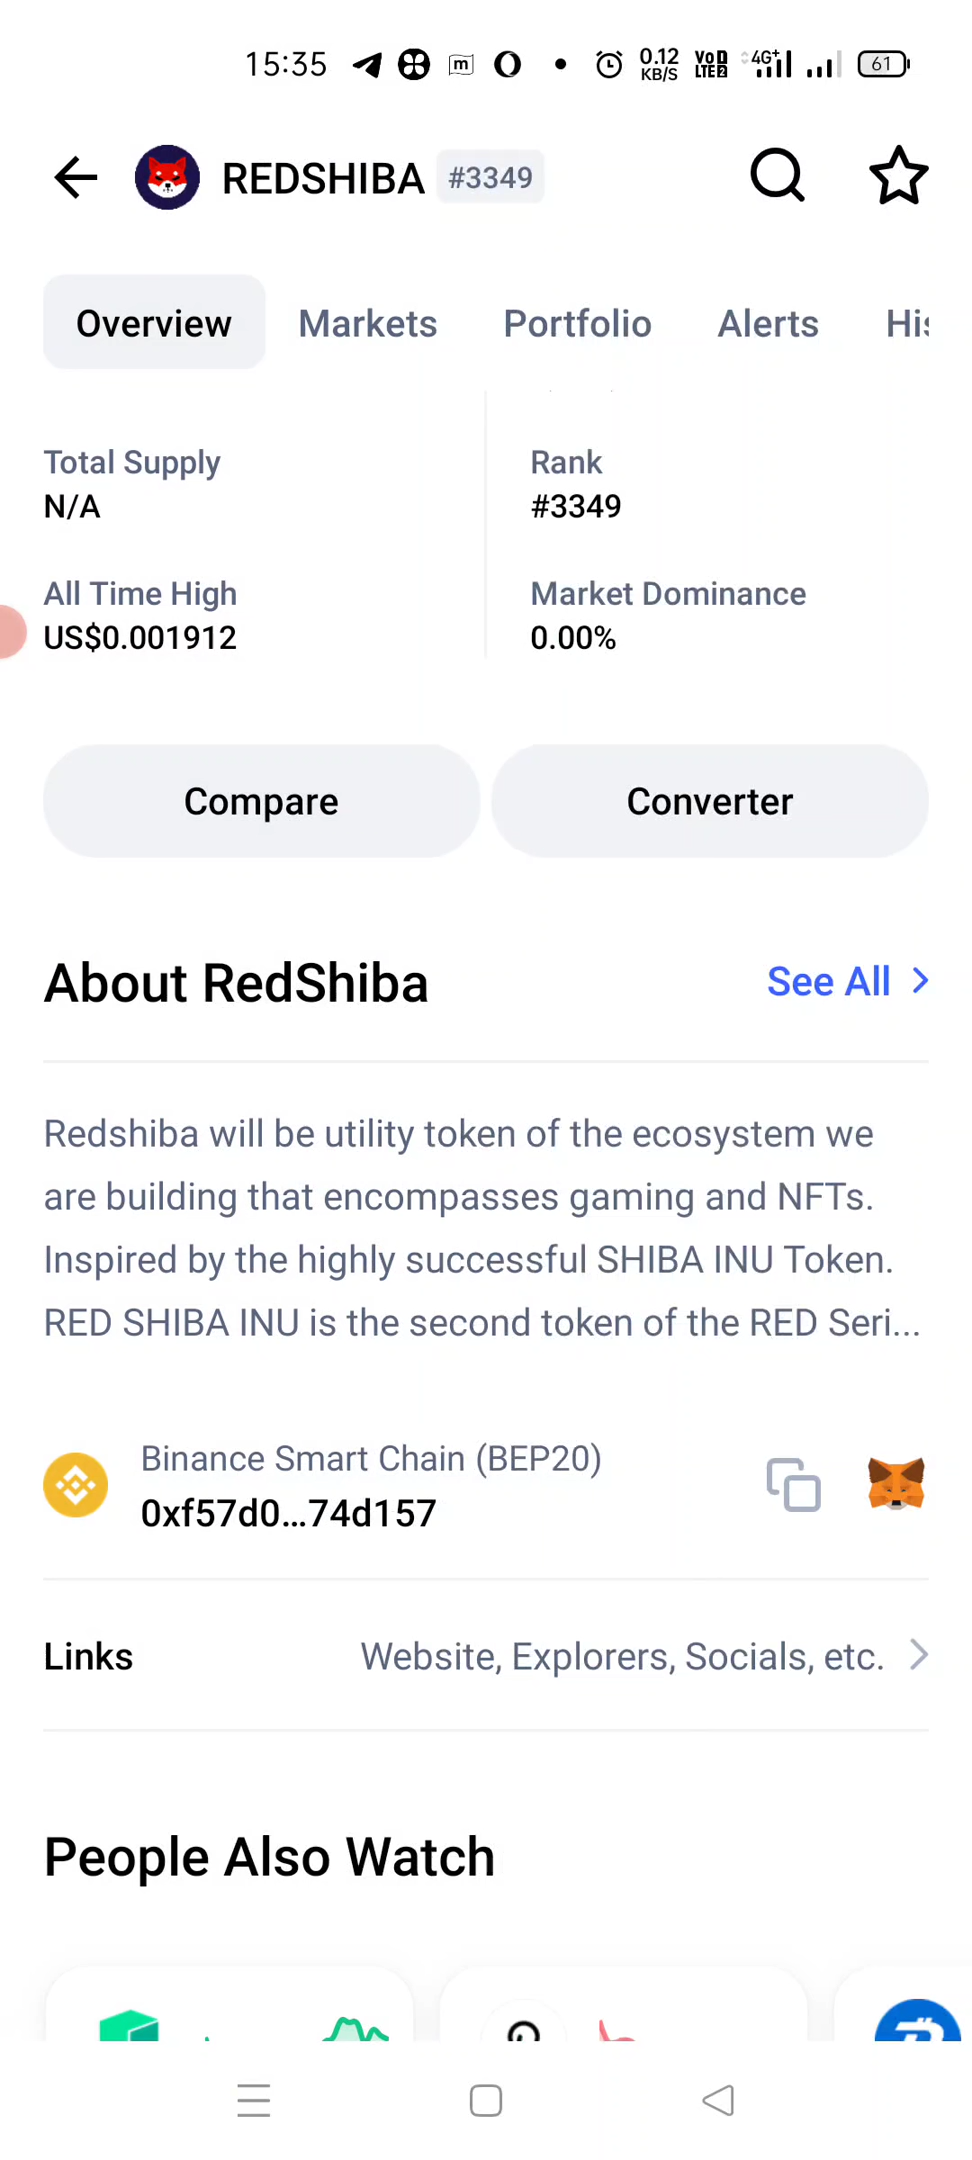 15:35 0.12 KB/S VoD LTE2 4G+ 61
REDSHIBA #3349
Overview Markets Portfolio Alerts
Total Supply
N/A
Rank
#3349
All Time High
US$0.001912
Market Dominance
0.00%
Compare
Converter
About RedShiba
See All
Redshiba will be utility token of the ecosystem we
are building that encompasses gaming and NFTs.
Inspired by the highly successful SHIBA INU Token.
RED SHIBA INU is the second token of the RED Seri...
Binance Smart Chain (BEP20)
0xf57d0...74d157
Links
Website, Explorers, Socials, etc.
People Also Watch